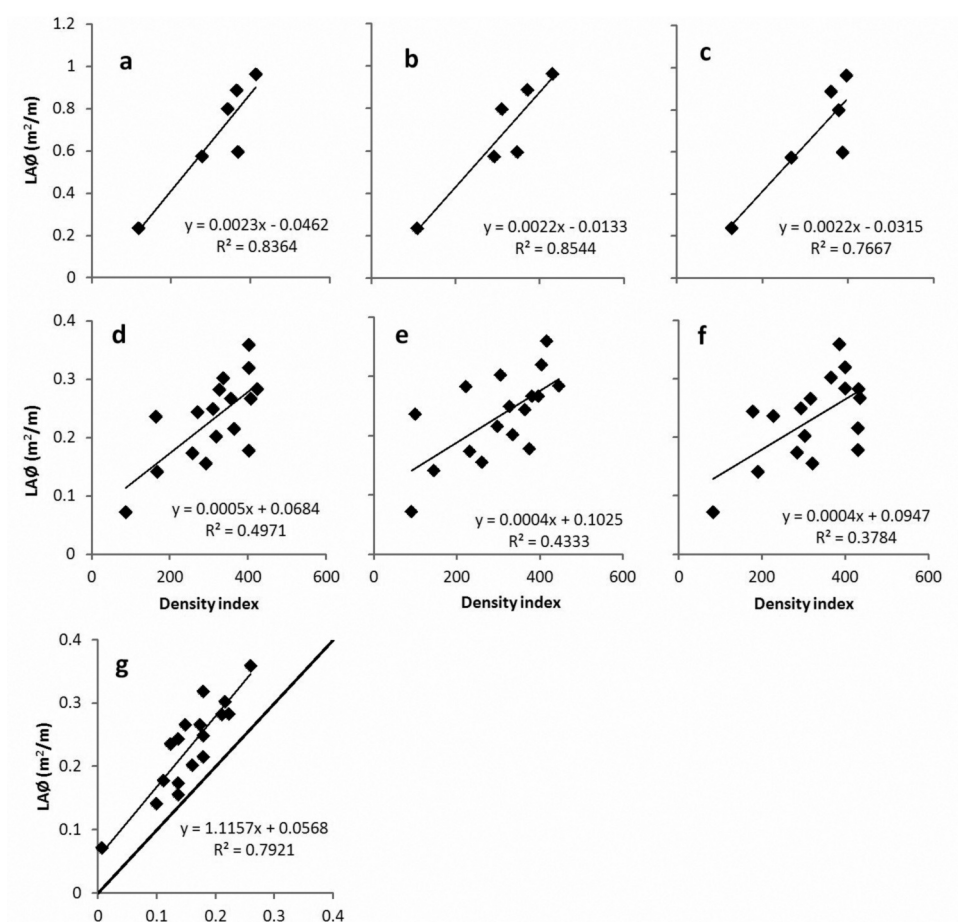 1.2
1
0.8
0.6
0.4
0.2
0
LAØ (m²/m)
a
y = 0.0023x - 0.0462
R² = 0.8364
b
y = 0.0022x - 0.0133
R² = 0.8544
c
y = 0.0022x - 0.0315
R² = 0.7667
0.4
0.3
0.2
0.1
0
LAØ (m²/m)
d
y = 0.0005x + 0.0684
R² = 0.4971
0 200 400 600
Density index
e
y = 0.0004x + 0.1025
R² = 0.4333
0 200 400 600
Density index
f
y = 0.0004x + 0.0947
R² = 0.3784
0 200 400 600
Density index
0.4
0.3
0.2
0.1
0
LAØ (m²/m)
g
y = 1.1157x + 0.0568
R² = 0.7921
0 0.1 0.2 0.3 0.4